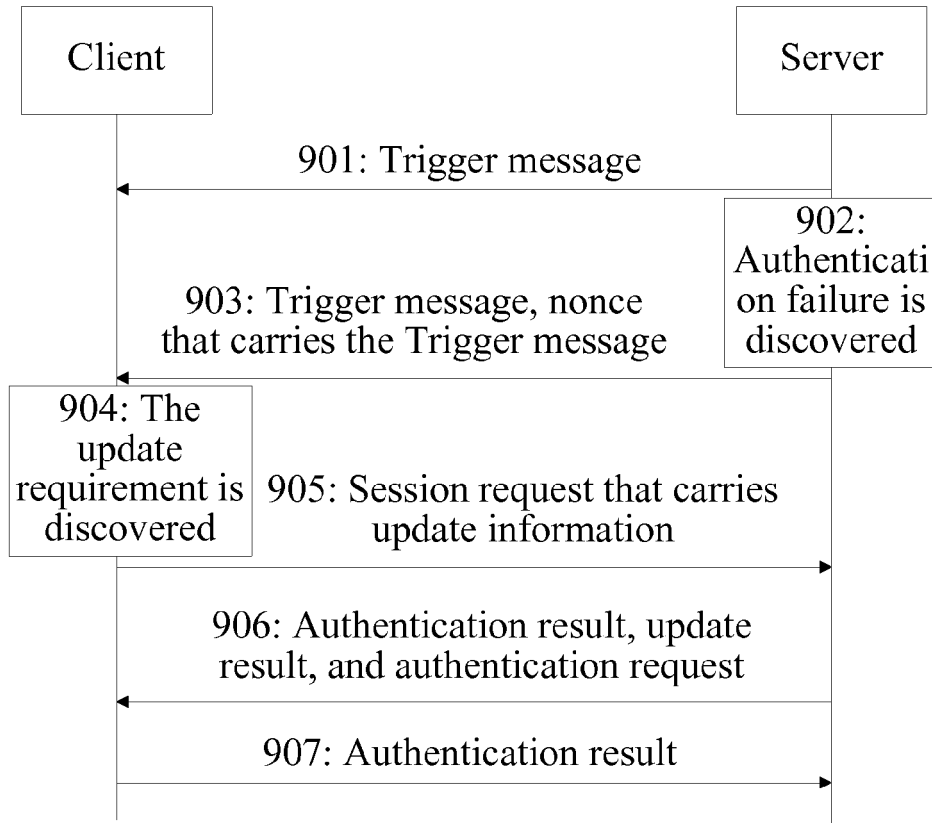 Client
Server
901: Trigger message
902:
Authenticati
on failure is
discovered
903: Trigger message, nonce
that carries the Trigger message
904: The
update
requirement is
discovered
905: Session request that carries
update information
906: Authentication result, update
result, and authentication request
907: Authentication result